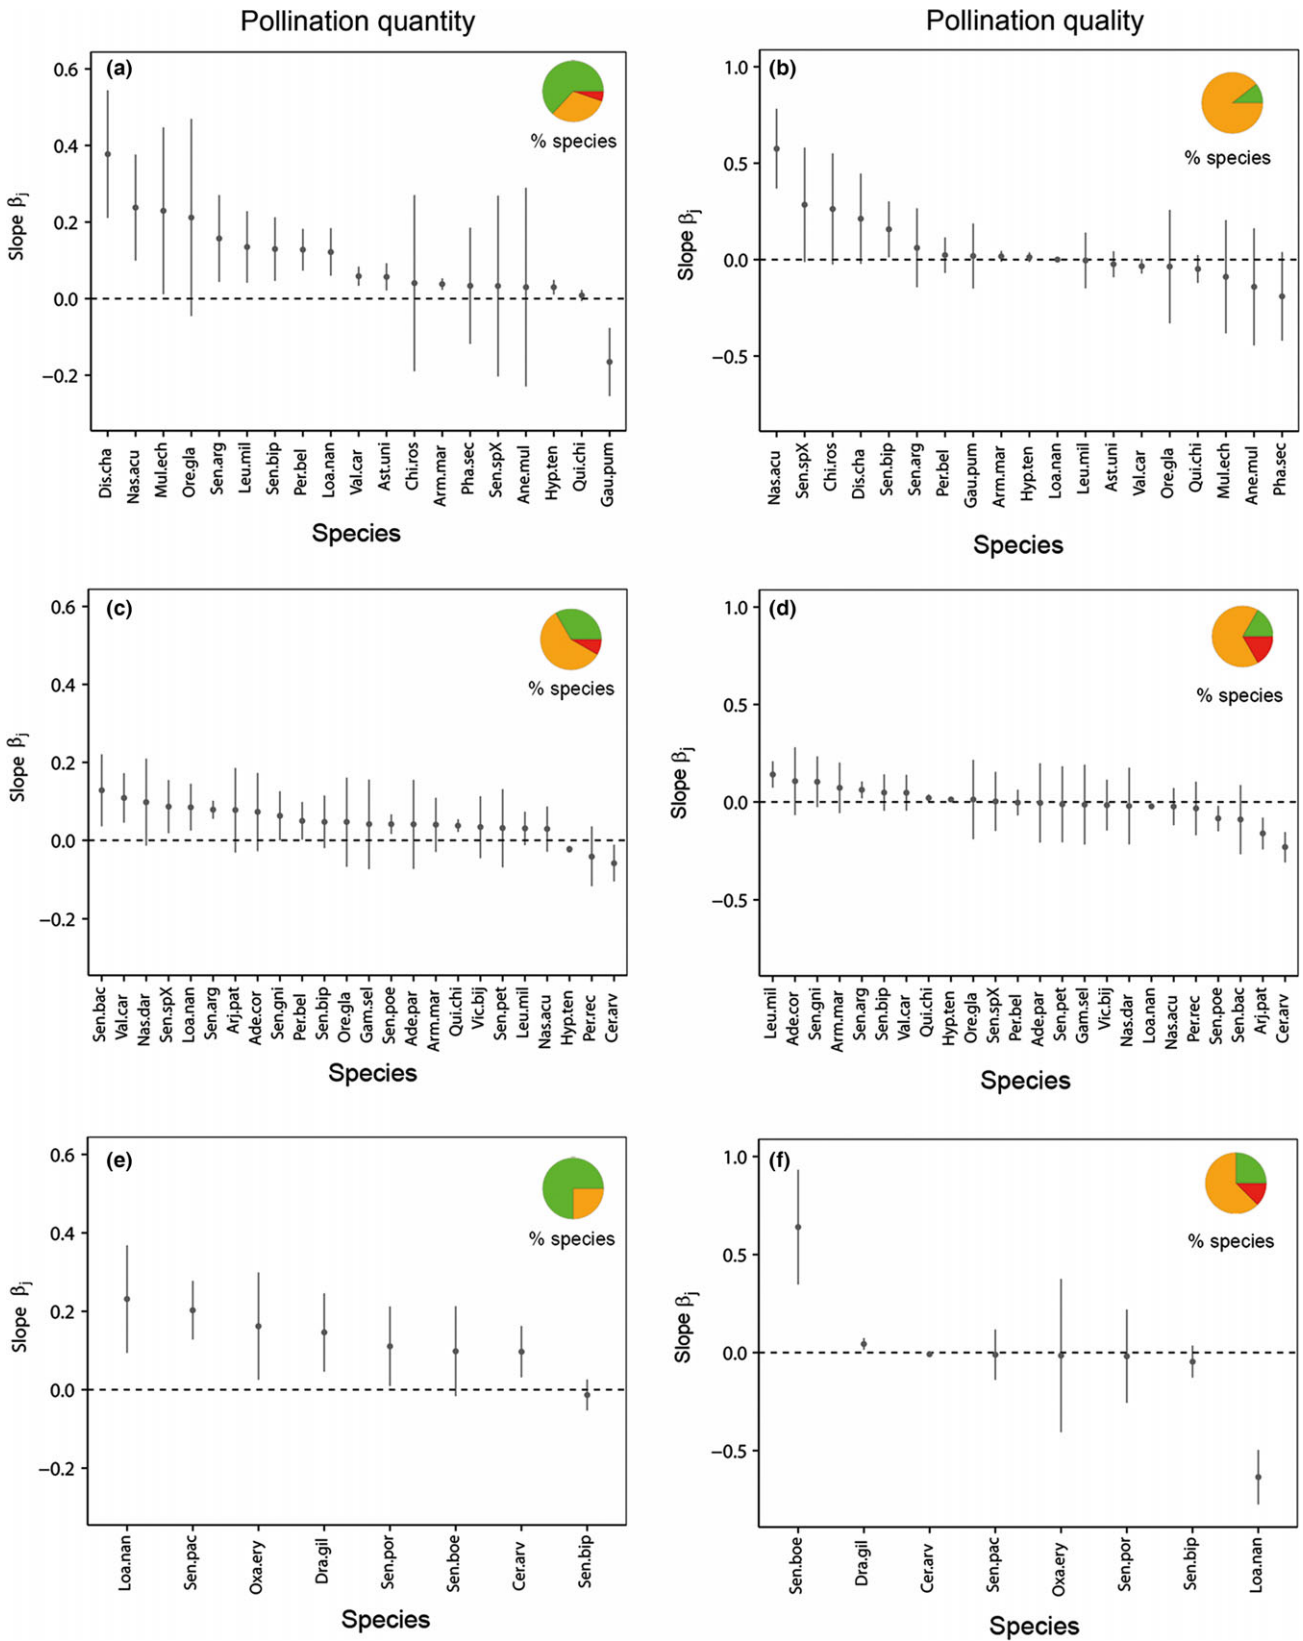 Pollination quantity
Pollination quality
(a)
% species
Slope βj
0.6
0.4
0.2
0.0
−0.2
Dis.cha
Nas.acu
Mul.ech
Ore.gla
Sen.arg
Leu.mil
Sen.bip
Per.bel
Loa.nan
Val.car
Ast.uni
Chi.ros
Arm.mar
Pha.sec
Sen.spX
Ane.mul
Hyp.ten
Qui.chi
Gau.pum
Species
(b)
% species
Slope βj
1.0
0.5
0.0
−0.5
Nas.acu
Sen.spX
Chi.ros
Dis.cha
Sen.bip
Sen.arg
Per.bel
Gau.pum
Arm.mar
Hyp.ten
Loa.nan
Leu.mil
Ast.uni
Val.car
Ore.gla
Qui.chi
Mul.ech
Ane.mul
Pha.sec
Species
(c)
% species
Slope βj
0.6
0.4
0.2
0.0
−0.2
Sen.bac
Val.car
Nas.dar
Sen.spX
Loa.nan
Sen.arg
Arj.pat
Ade.cor
Sen.gni
Per.bel
Sen.bip
Ore.gla
Gam.sel
Sen.poe
Ade.par
Arm.mar
Qui.chi
Vic.bij
Sen.pet
Leu.mil
Nas.acu
Hyp.ten
Per.rec
Cer.arv
Species
(d)
% species
Slope βj
1.0
0.5
0.0
−0.5
Leu.mil
Ade.cor
Sen.gni
Arm.mar
Sen.arg
Sen.bip
Val.car
Qui.chi
Hyp.ten
Ore.gla
Sen.spX
Per.bel
Ade.par
Sen.pet
Gam.sel
Vic.bij
Nas.dar
Loa.nan
Nas.acu
Per.rec
Sen.poe
Sen.bac
Arj.pat
Cer.arv
Species
(e)
% species
Slope βj
0.6
0.4
0.2
0.0
−0.2
Loa.nan
Sen.pac
Oxa.ery
Dra.gil
Sen.por
Sen.boe
Cer.arv
Sen.bip
Species
(f)
% species
Slope βj
1.0
0.5
0.0
−0.5
Sen.boe
Dra.gil
Cer.arv
Sen.pac
Oxa.ery
Sen.por
Sen.bip
Loa.nan
Species